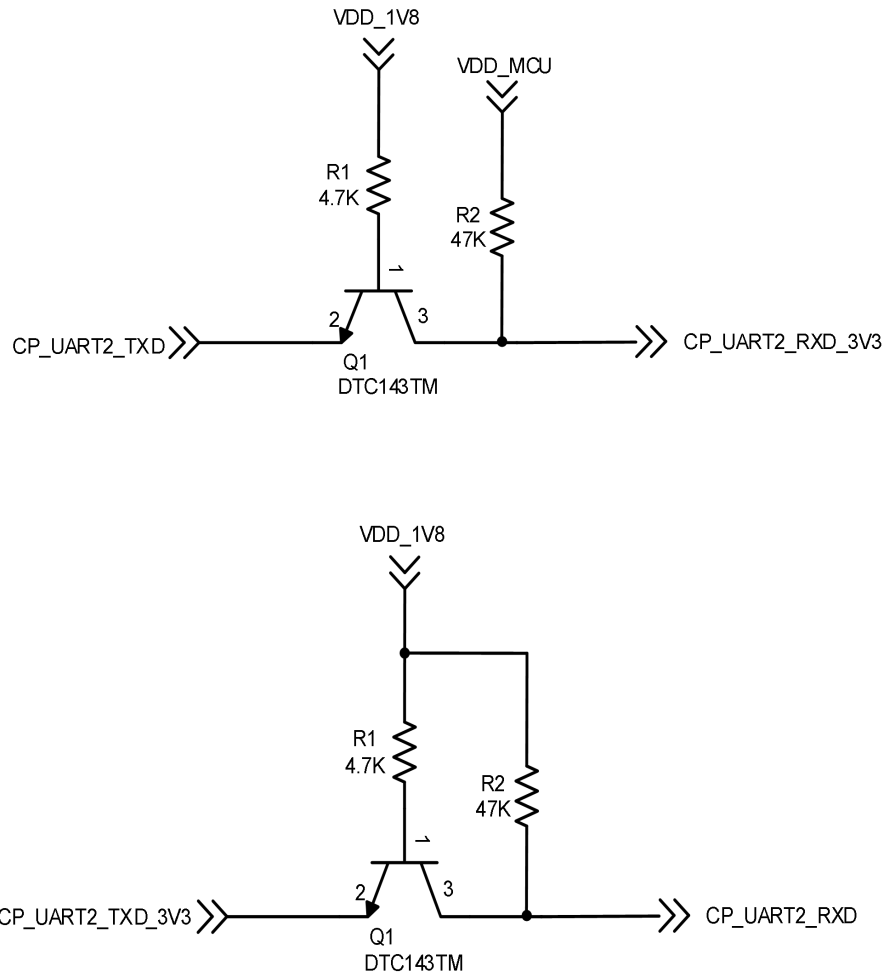 VDD_1V8
VDD_MCU
R1
4.7K
R2
47K
1
2
3
CP_UART2_TXD
CP_UART2_RXD_3V3
Q1
DTC143TM
VDD_1V8
R1
4.7K
R2
47K
1
2
3
CP_UART2_TXD_3V3
CP_UART2_RXD
Q1
DTC143TM